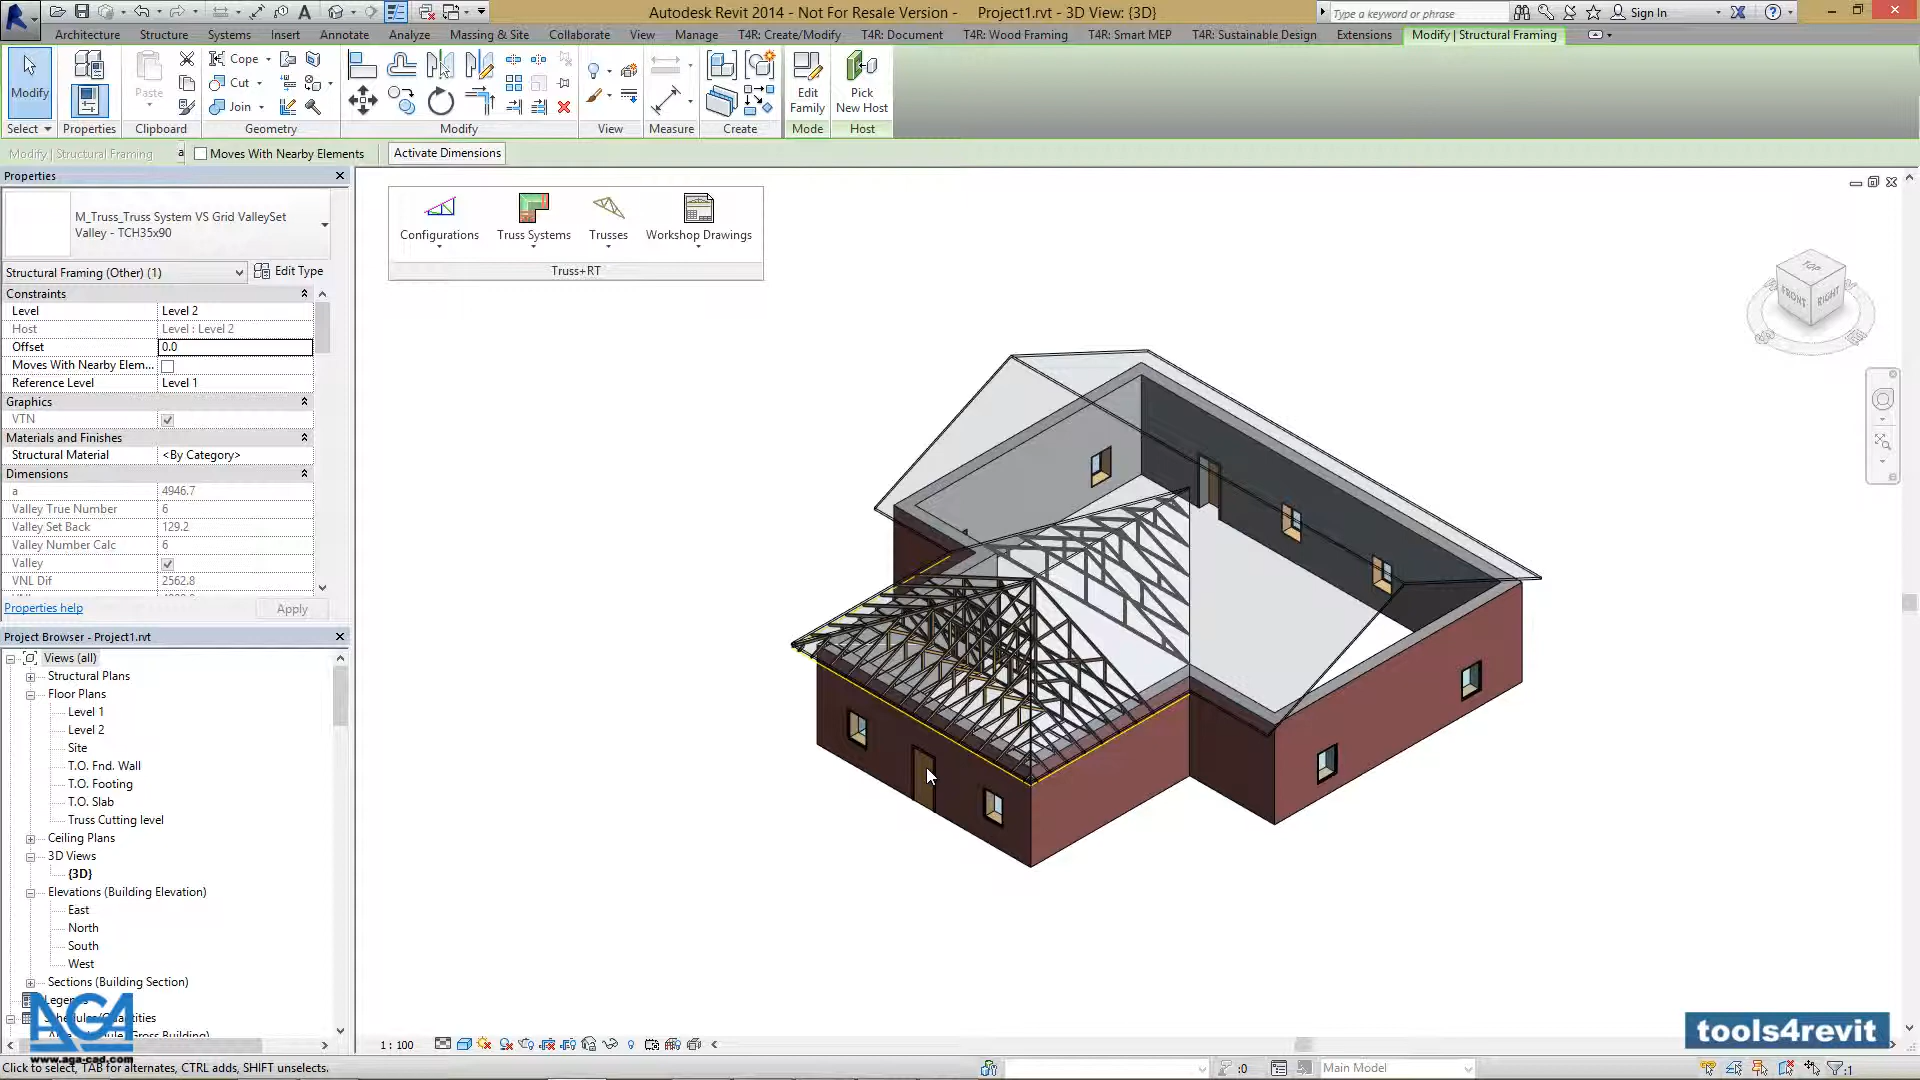 Autodesk Revit 2014 - Not For Resale Version - Project1.rvt - 3D View: {3D}
Type a keyword or phrase
Sign In
Architecture Structure Systems Insert Annotate Analyze Massing & Site Collaborate View Manage T4R: Create/Modify T4R: Document T4R: Wood Framing T4R: Smart MEP T4R: Sustainable Design Extensions Modify | Structural Framing
Modify
Paste
Cope
Cut
Join
Edit Family
Pick New Host
Select Properties Clipboard Geometry Modify View Measure Create Mode Host
Modify | Structural Framing a Moves With Nearby Elements Activate Dimensions
Properties
M_Truss_Truss System VS Grid ValleySet
Valley - TCH35x90
Structural Framing (Other) (1) Edit Type
Constraints
Level Level 2
Host Level : Level 2
Offset 0.0
Moves With Nearby Elem...
Reference Level Level 1
Graphics
VTN
Materials and Finishes
Structural Material <By Category>
Dimensions
a 4946.7
Valley True Number 6
Valley Set Back 129.2
Valley Number Calc 6
Valley
VNL Dif 2562.8
Properties help Apply
Configurations Truss Systems Trusses Workshop Drawings
Truss+RT
TOP
FRONT
RIGHT
Project Browser - Project1.rvt
Views (all)
Structural Plans
Floor Plans
Level 1
Level 2
Site
T.O. Fnd. Wall
T.O. Footing
T.O. Slab
Truss Cutting level
Ceiling Plans
3D Views
{3D}
Elevations (Building Elevation)
East
North
South
West
Sections (Building Section)
AGA
www.aga-cad.com
1 : 100
tools4revit
Click to select, TAB for alternates, CTRL adds, SHIFT unselects.
:0
Main Model
:1